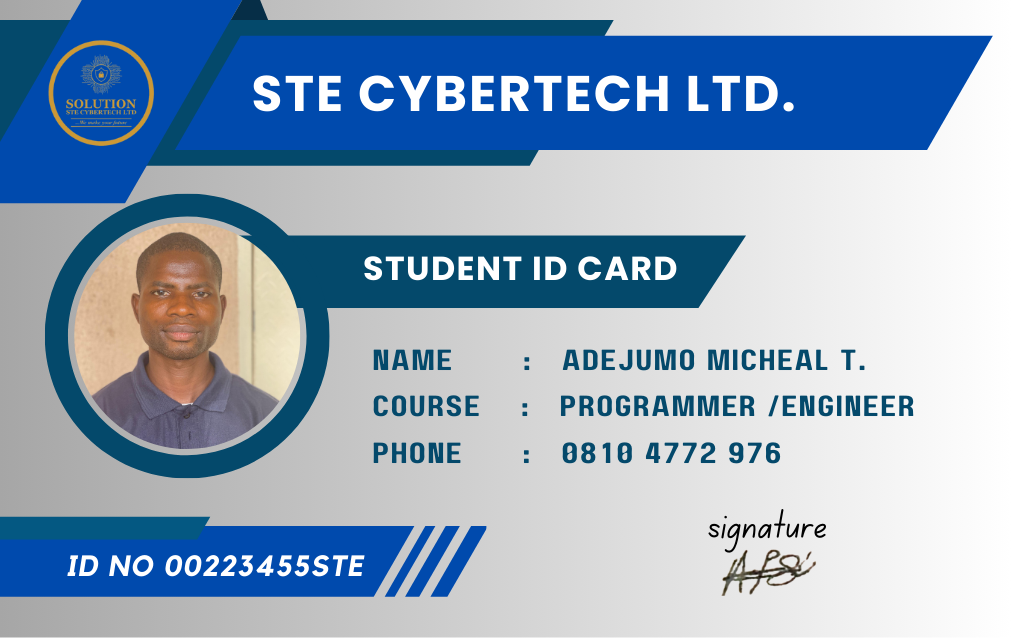 SOLUTION
STE CYBERTECH LTD
STE CYBERTECH LTD.
STUDENT ID CARD
NAME : ADEJUMO MICHEAL T.
COURSE : PROGRAMMER /ENGINEER
PHONE : 0810 4772 976
ID NO 00223455STE
signature